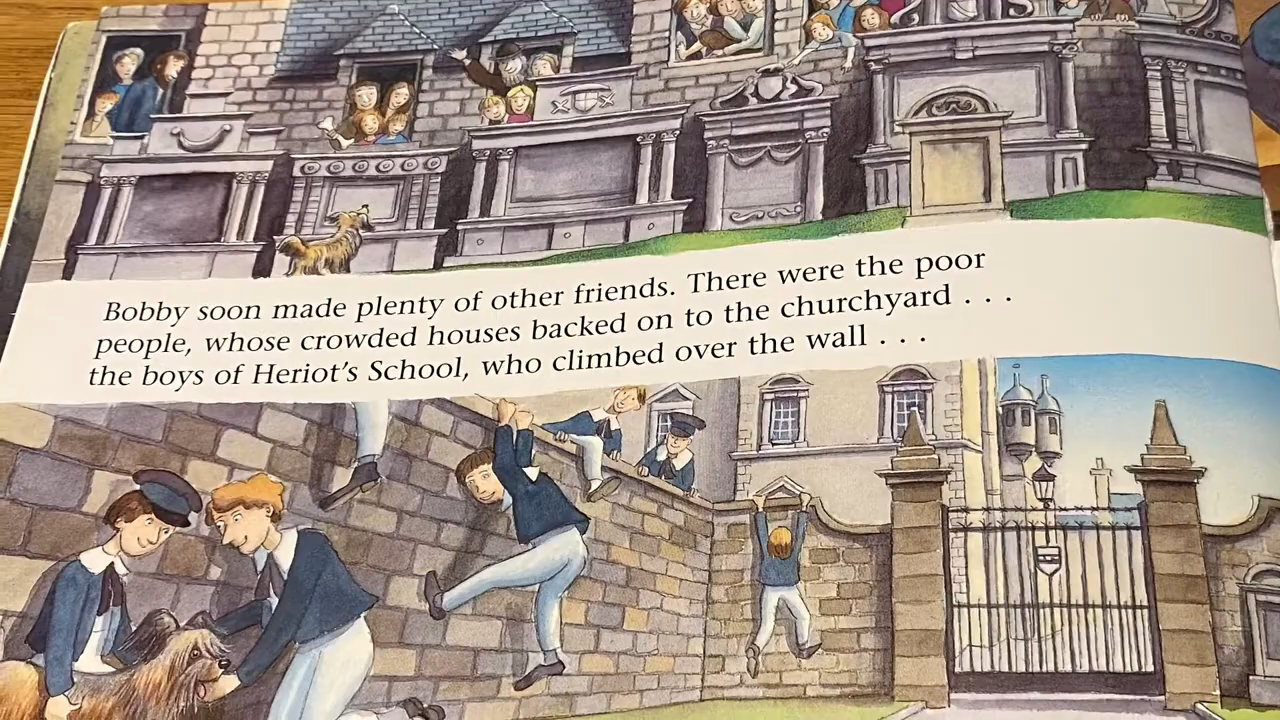 Bobby soon made plenty of other friends. There were the poor
people, whose crowded houses backed on to the churchyard . . .
the boys of Heriot's School, who climbed over the wall . . .